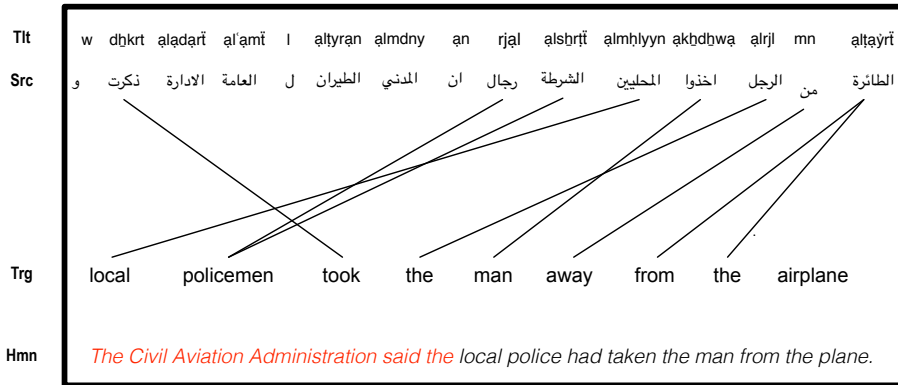 Tlt w dẖkrt ạlạdạrẗ ạlʿạmẗ l ạlṭyrạn ạlmdny ạn rjạl ạlsẖrṭẗ ạlmḥlyyn ạkẖdẖwạ ạlrjl mn ạlṭạỷrẗ
Src و ذكرت الادارة العامة ل الطيران المدني ان رجال الشرطة المحليين اخذوا الرجل من الطائرة
Trg local policemen took the man away from the airplane
Hmn The Civil Aviation Administration said the local police had taken the man from the plane.